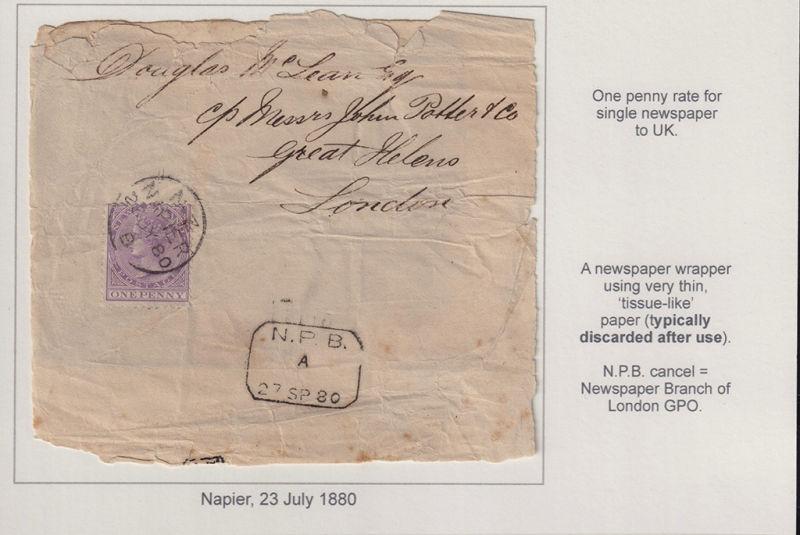 Douglas McLean Esq
c/o Messrs John Potter & Co
Great Helens
London
NAPIER
N.Z
80
POSTAGE
ONE PENNY
N.P.B.
A
27 SP 80
Napier, 23 July 1880
One penny rate for
single newspaper
to UK.
A newspaper wrapper
using very thin,
‘tissue-like’
paper (typically
discarded after use).
N.P.B. cancel =
Newspaper Branch of
London GPO.